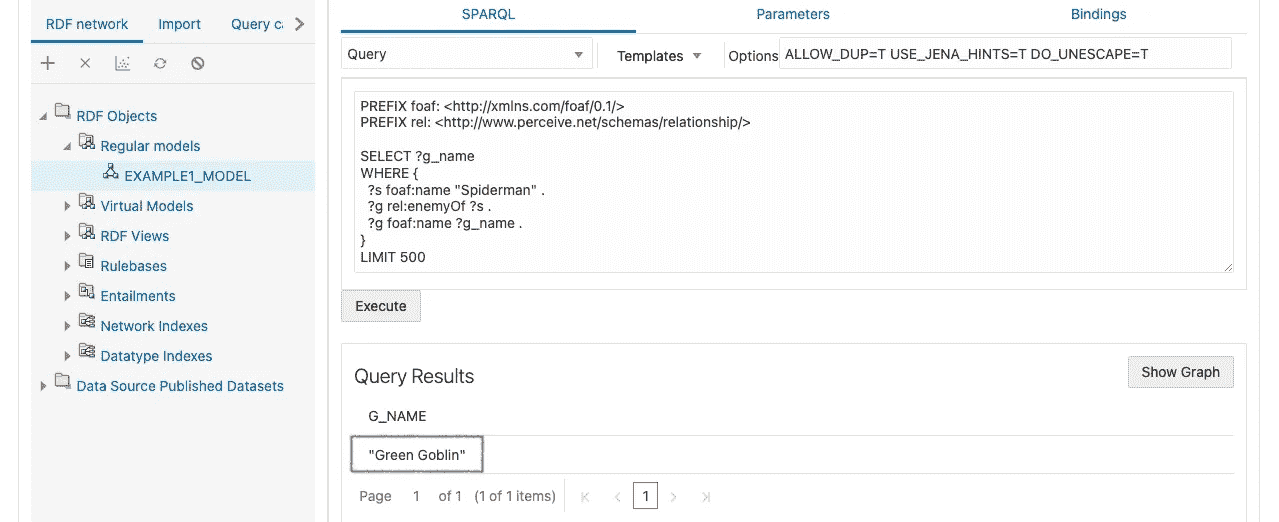 RDF network Import Query c
RDF Objects
Regular models
EXAMPLE1_MODEL
Virtual Models
RDF Views
Rulebases
Entailments
Network Indexes
Datatype Indexes
Data Source Published Datasets
SPARQL Parameters Bindings
Query Templates Options ALLOW_DUP=T USE_JENA_HINTS=T DO_UNESCAPE=T
PREFIX foaf: <http://xmlns.com/foaf/0.1/>
PREFIX rel: <http://www.perceive.net/schemas/relationship/>
SELECT ?g_name
WHERE {
?s foaf:name "Spiderman" .
?g rel:enemyOf ?s .
?g foaf:name ?g_name .
}
LIMIT 500
Execute
Query Results Show Graph
G_NAME
"Green Goblin"
Page 1 of 1 (1 of 1 items) 1